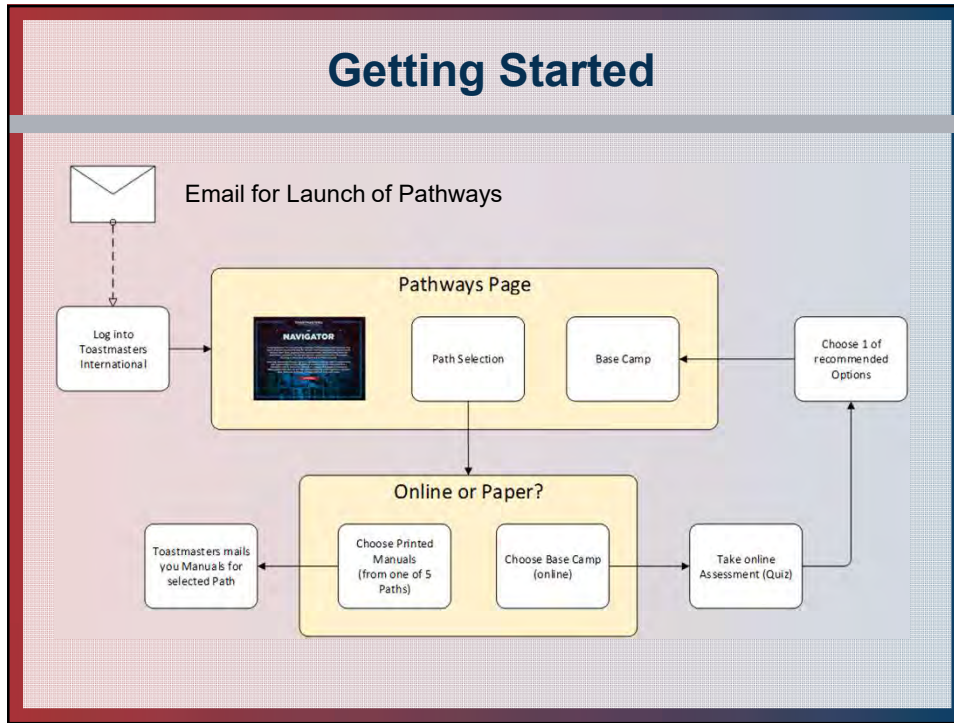 Getting Started
Email for Launch of Pathways
Pathways Page
Log into
Toastmasters
International
NAVIGATOR
Path Selection
Base Camp
Choose 1 of
recommended
Options
Online or Paper?
Toastmasters mails
you Manuals for
selected Path
Choose Printed
Manuals
(from one of 5
Paths)
Choose Base Camp
(online)
Take online
Assessment (Quiz)